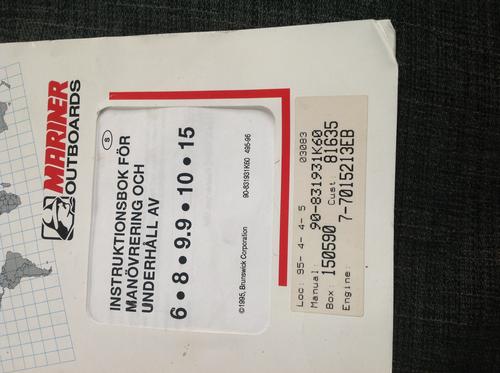 MARINER
OUTBOARDS
S
INSTRUKTIONSBOK FÖR
MANÖVRERING OCH
UNDERHÅLL AV
6 • 8 • 9.9 • 10 • 15
©1995, Brunswick Corporation 90-831931K60 495-96
Loc: 95- 4- 4- 5 03083
Manual: 90-831931K60
Box: 150590 Cust. 81635
Engine: 7-7015213EB